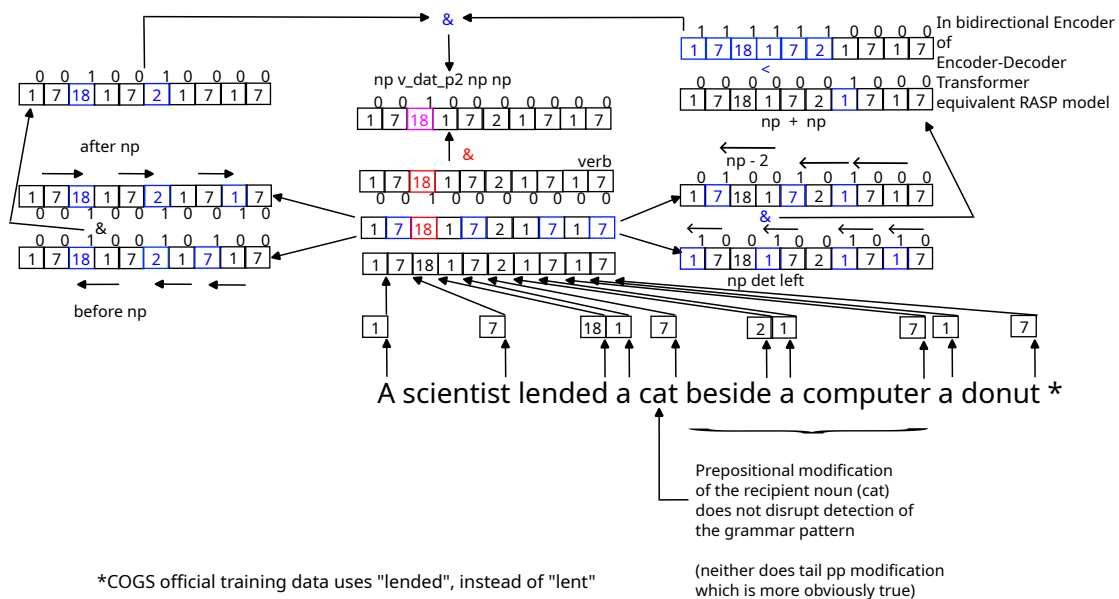 &
In bidirectional Encoder
of
Encoder-Decoder
Transformer
equivalent RASP model
1 1 1 1 1 1 0 0 0 0
1 7 18 1 7 2 1 7 1 7
<
0 0 1 0 0 1 0 0 0 0
1 7 18 1 7 2 1 7 1 7
np v_dat_p2 np np
0 0 1 0 0 0 0 0 0 0
1 7 18 1 7 2 1 7 1 7
0 0 0 0 0 0 1 0 0 0
1 7 18 1 7 2 1 7 1 7
np + np
after np
&
verb
np - 2
1 7 18 1 7 2 1 7 1 7
1 7 18 1 7 2 1 7 1 7
0 0 1 0 0 0 0 0 0 0
0 1 0 0 1 0 1 0 0 0
1 7 18 1 7 2 1 7 1 7
0 0 1 0 0 1 0 0 1 0
&
1 7 18 1 7 2 1 7 1 7
&
0 0 1 0 0 1 0 1 0 0
1 7 18 1 7 2 1 7 1 7
1 7 18 1 7 2 1 7 1 7
1 0 0 1 0 0 1 0 1 0
1 7 18 1 7 2 1 7 1 7
np det left
before np
1 7 18 1 7 2 1 7 1 7
A scientist lended a cat beside a computer a donut *
Prepositional modification
of the recipient noun (cat)
does not disrupt detection of
the grammar pattern
(neither does tail pp modification
which is more obviously true)
*COGS official training data uses "lended", instead of "lent"